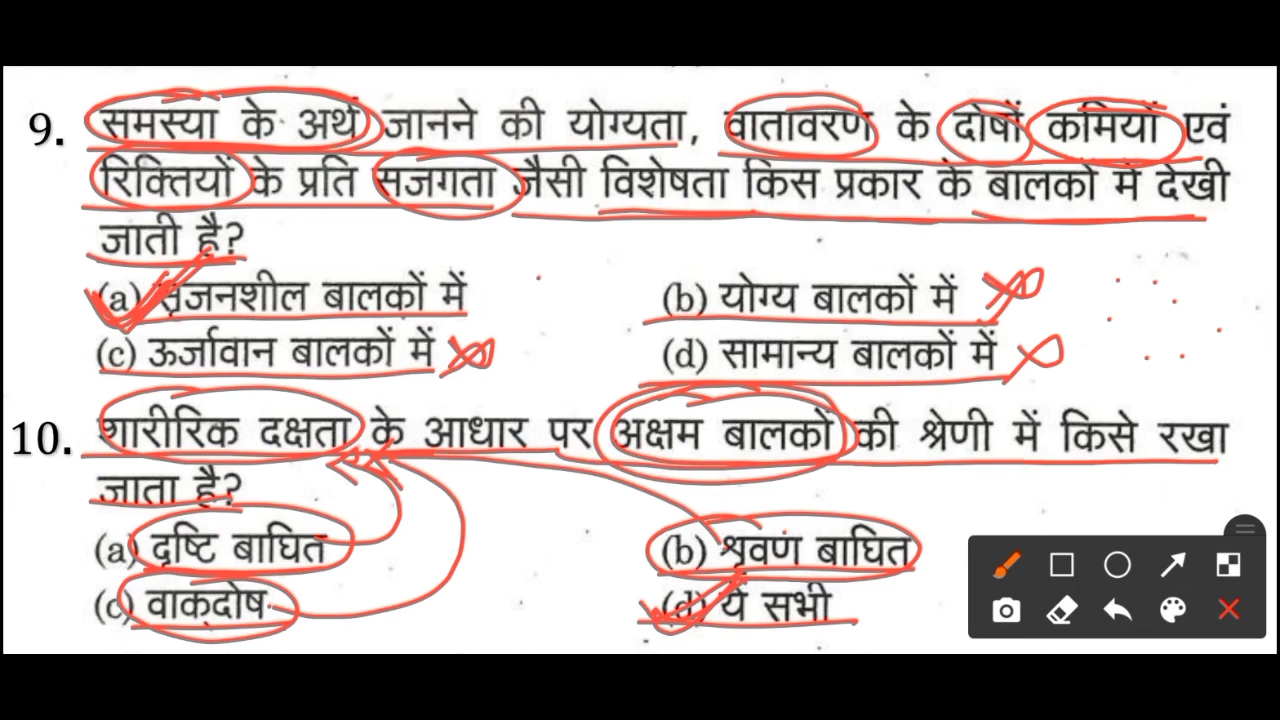 9. समस्या के अर्थ जानने की योग्यता, वातावरण के दोषों कमियों एवं
रिक्तियों के प्रति सजगता जैसी विशेषता किस प्रकार के बालकों में देखी
जाती है?
(a) सृजनशील बालकों में (b) योग्य बालकों में
(c) ऊर्जावान बालकों में (d) सामान्य बालकों में
10. शारीरिक दक्षता के आधार पर अक्षम बालकों की श्रेणी में किसे रखा
जाता है?
(a) दृष्टि बाघित (b) श्रवण बाघित
(c) वाक्दोष (d) ये सभी